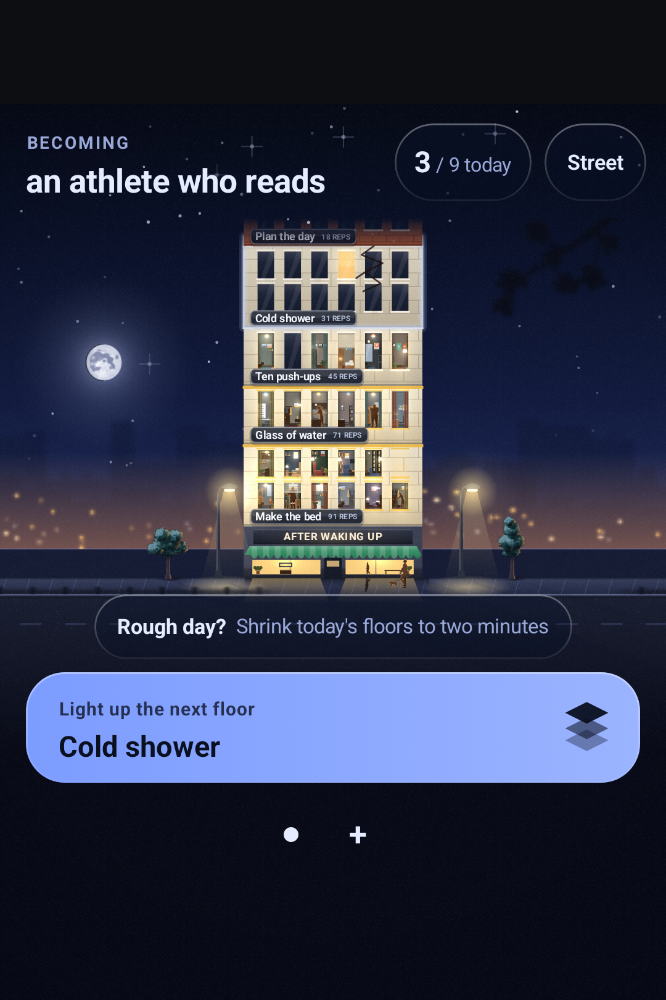 BECOMING
an athlete who reads
3 / 9 today
Street
Plan the day 18 REPS
Cold shower 31 REPS
Ten push-ups 45 REPS
Glass of water 71 REPS
Make the bed 91 REPS
AFTER WAKING UP
Rough day? Shrink today's floors to two minutes
Light up the next floor
Cold shower